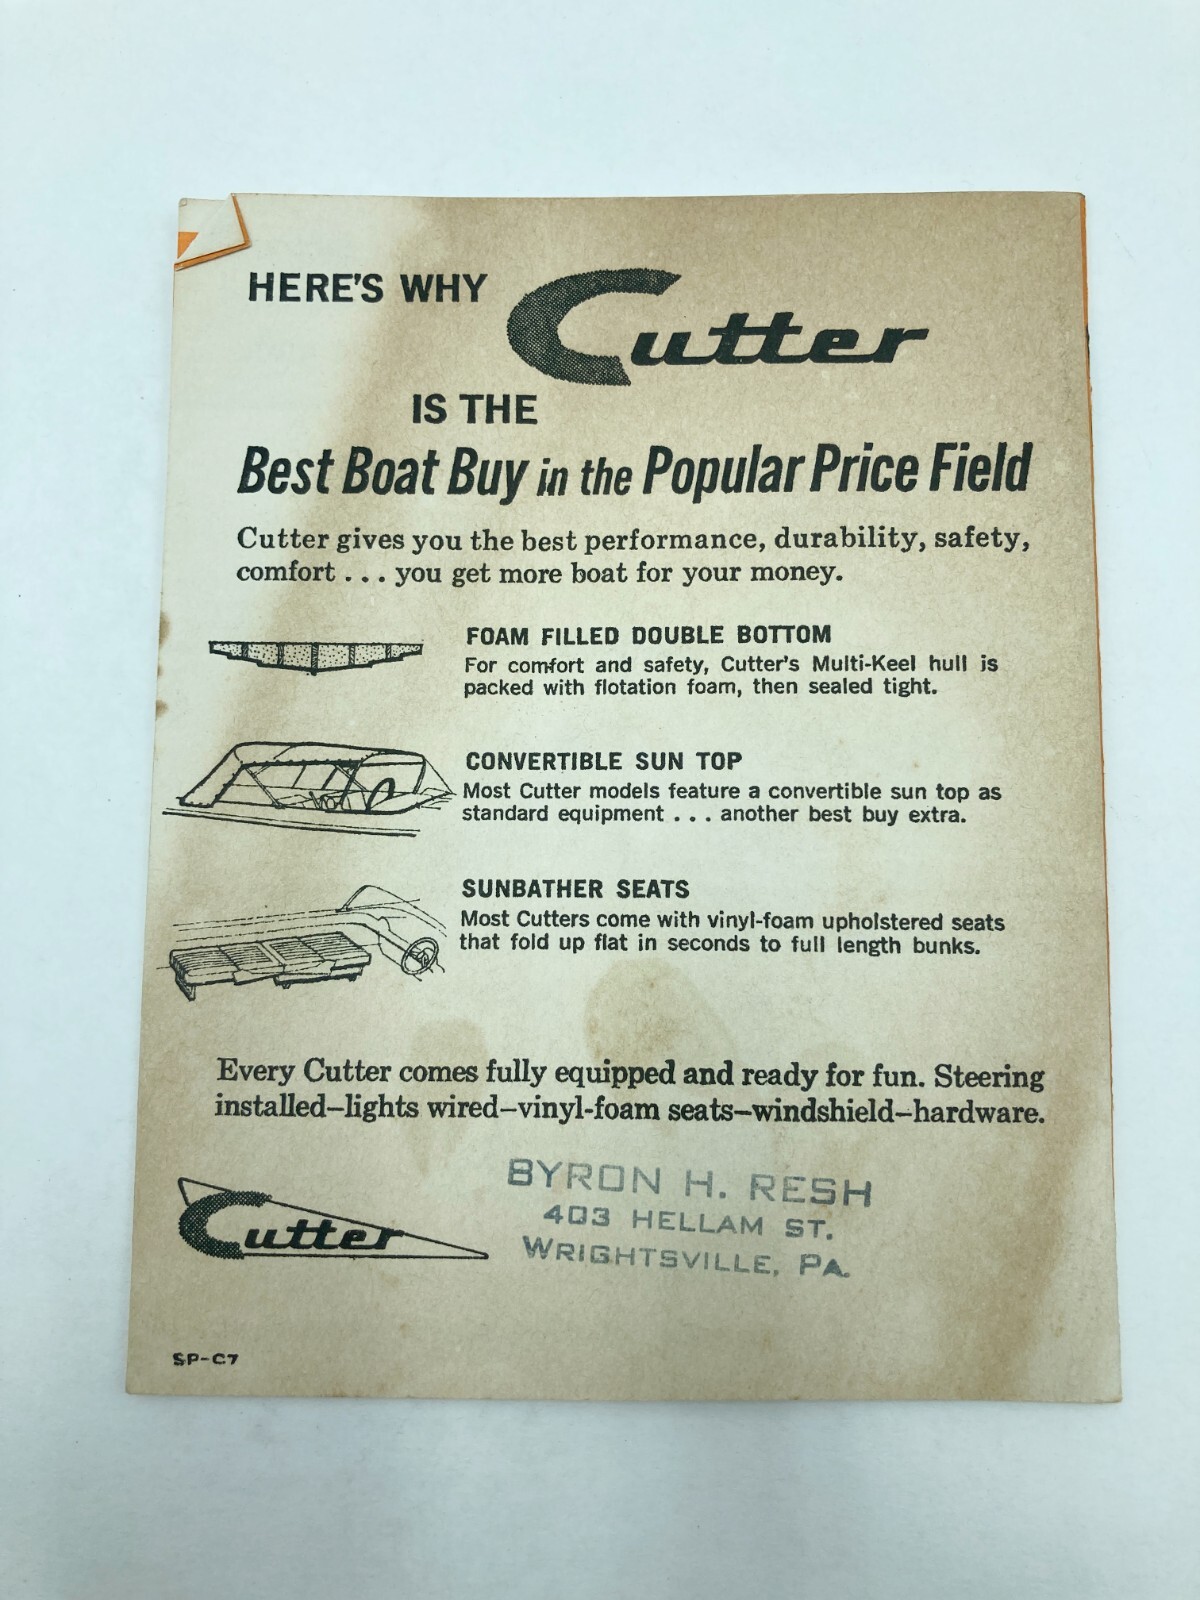 HERE'S WHY Cutter
IS THE
Best Boat Buy in the Popular Price Field
Cutter gives you the best performance, durability, safety,
comfort . . . you get more boat for your money.
FOAM FILLED DOUBLE BOTTOM
For comfort and safety, Cutter's Multi-Keel hull is
packed with flotation foam, then sealed tight.
CONVERTIBLE SUN TOP
Most Cutter models feature a convertible sun top as
standard equipment . . . another best buy extra.
SUNBATHER SEATS
Most Cutters come with vinyl-foam upholstered seats
that fold up flat in seconds to full length bunks.
Every Cutter comes fully equipped and ready for fun. Steering
installed–lights wired–vinyl-foam seats–windshield–hardware.
Cutter
BYRON H. RESH
403 HELLAM ST.
WRIGHTSVILLE, PA.
SP-C7